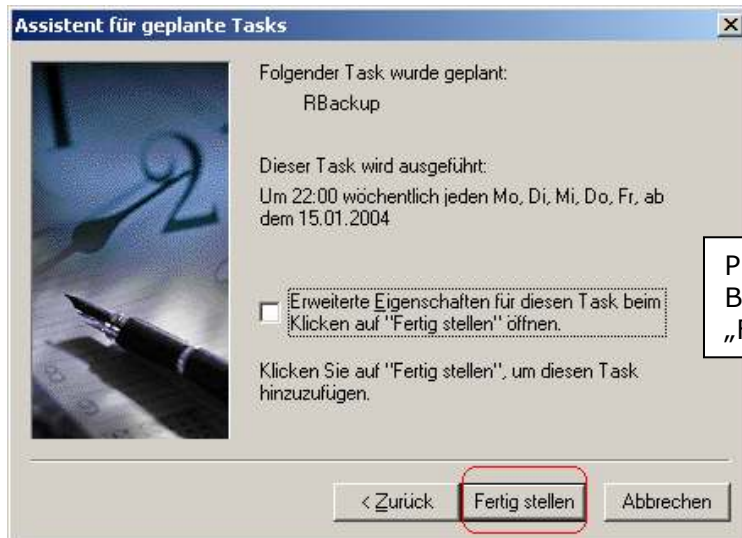 Assistent für geplante Tasks
Folgender Task wurde geplant:
RBackup
Dieser Task wird ausgeführt:
Um 22:00 wöchentlich jeden Mo, Di, Mi, Do, Fr, ab
dem 15.01.2004
Erweiterte Eigenschaften für diesen Task beim
Klicken auf "Fertig stellen" öffnen.
Klicken Sie auf "Fertig stellen", um diesen Task
hinzuzufügen.
< Zurück
Fertig stellen
Abbrechen